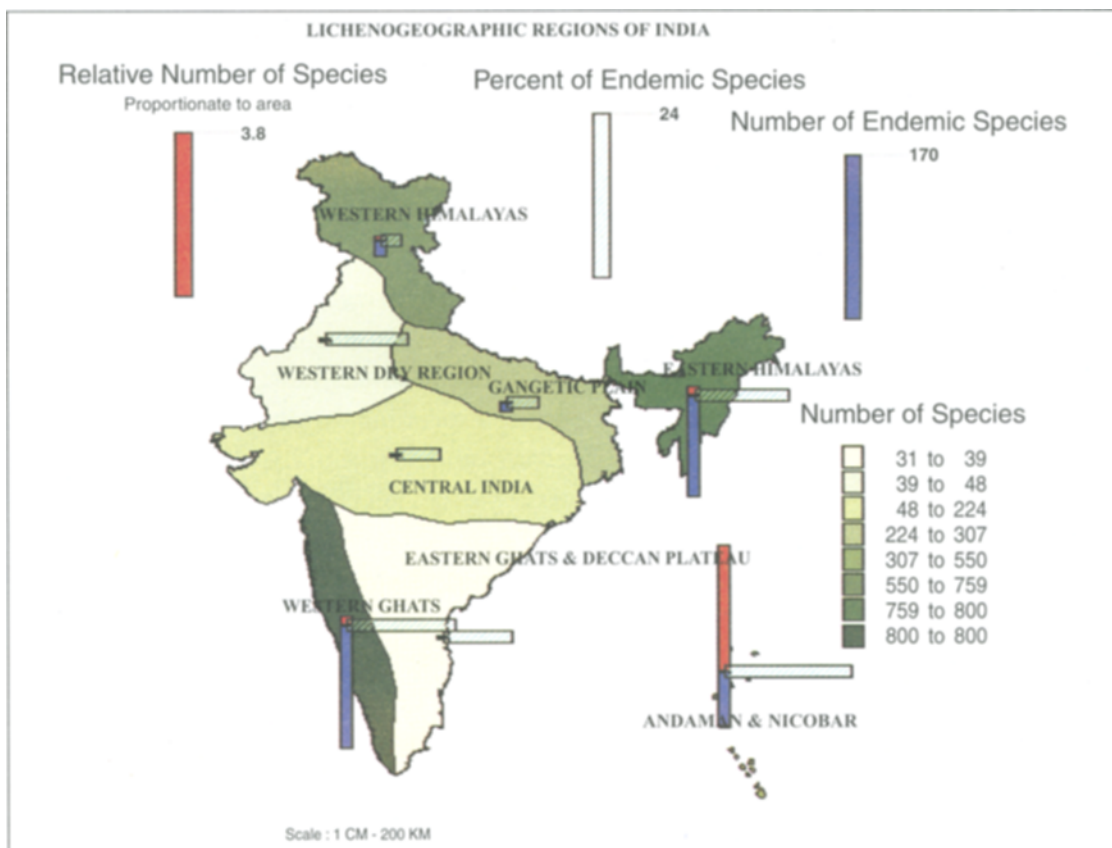 LICHENOGEOGRAPHIC REGIONS OF INDIA
Relative Number of Species
Proportionate to area
3.8
Percent of Endemic Species
24
Number of Endemic Species
170
WESTERN HIMALAYAS
WESTERN DRY REGION
GANGETIC PLAIN
EASTERN HIMALAYAS
CENTRAL INDIA
EASTERN GHATS & DECCAN PLATEAU
WESTERN GHATS
ANDAMAN & NICOBAR
Number of Species
31 to 39
39 to 48
48 to 224
224 to 307
307 to 550
550 to 759
759 to 800
800 to 800
Scale : 1 CM - 200 KM